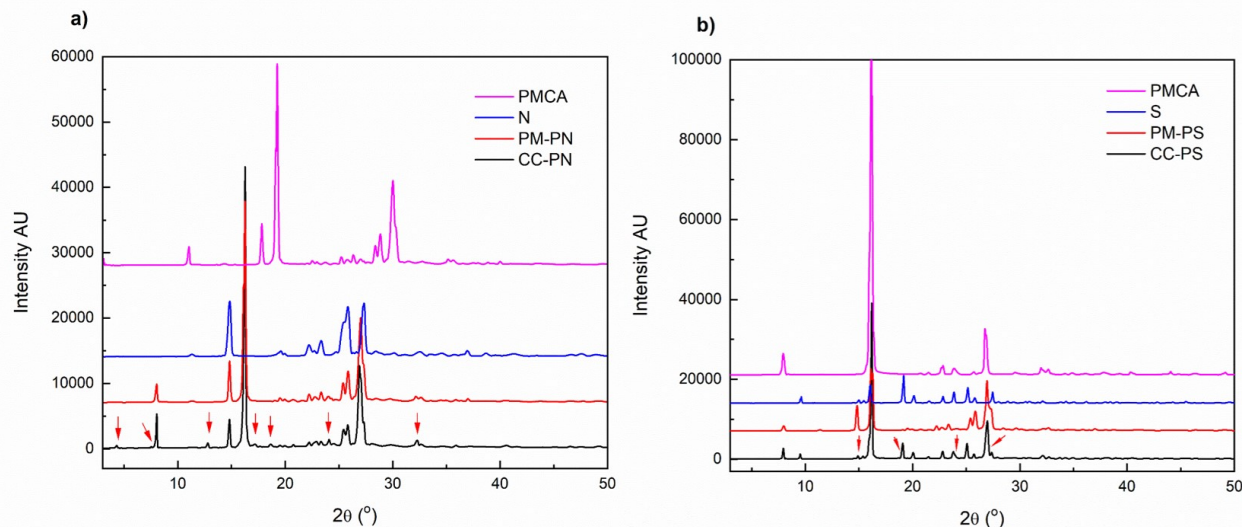 a)
60000
50000
40000
30000
20000
10000
0
Intensity AU
PMCA
N
PM-PN
CC-PN
10
20
30
40
50
2θ (°)
b)
100000
80000
60000
40000
20000
0
Intensity AU
PMCA
S
PM-PS
CC-PS
10
20
30
40
50
2θ (°)